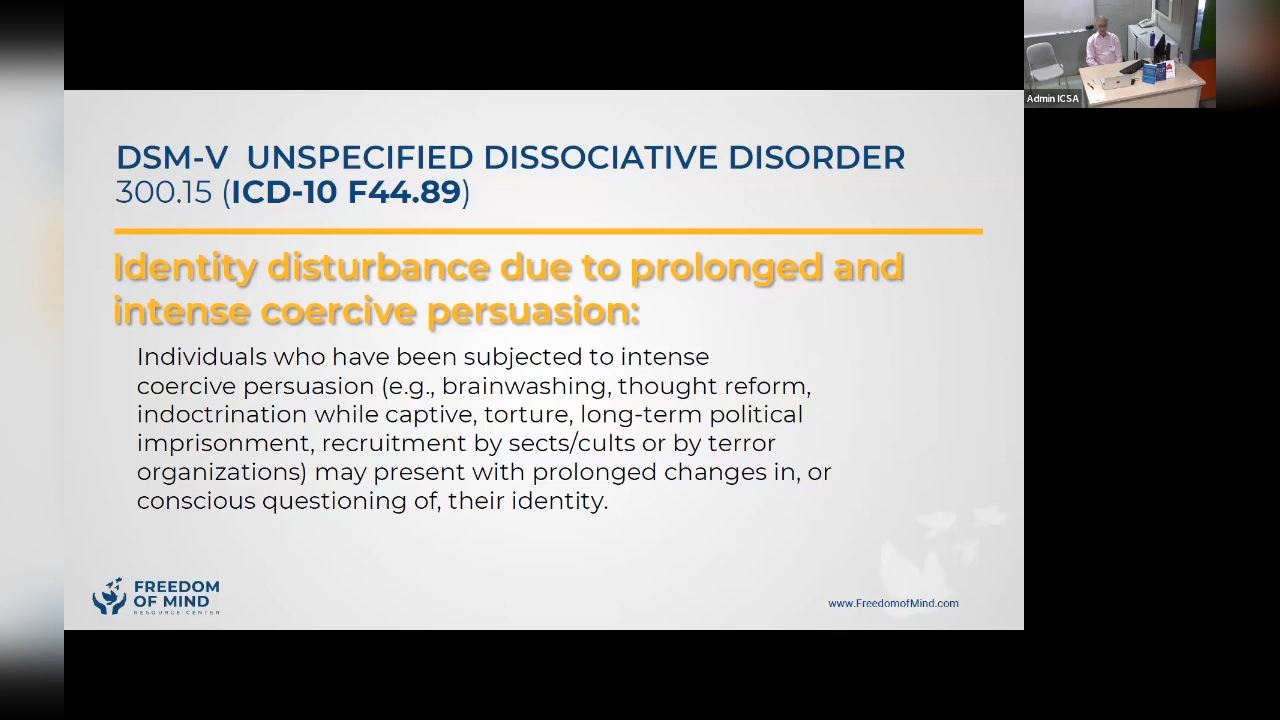 Admin ICSA
DSM-V UNSPECIFIED DISSOCIATIVE DISORDER
300.15 (ICD-10 F44.89)
Identity disturbance due to prolonged and
intense coercive persuasion:
Individuals who have been subjected to intense
coercive persuasion (e.g., brainwashing, thought reform,
indoctrination while captive, torture, long-term political
imprisonment, recruitment by sects/cults or by terror
organizations) may present with prolonged changes in, or
conscious questioning of, their identity.
FREEDOM
OF MIND
RESOURCE CENTER
www.FreedomofMind.com